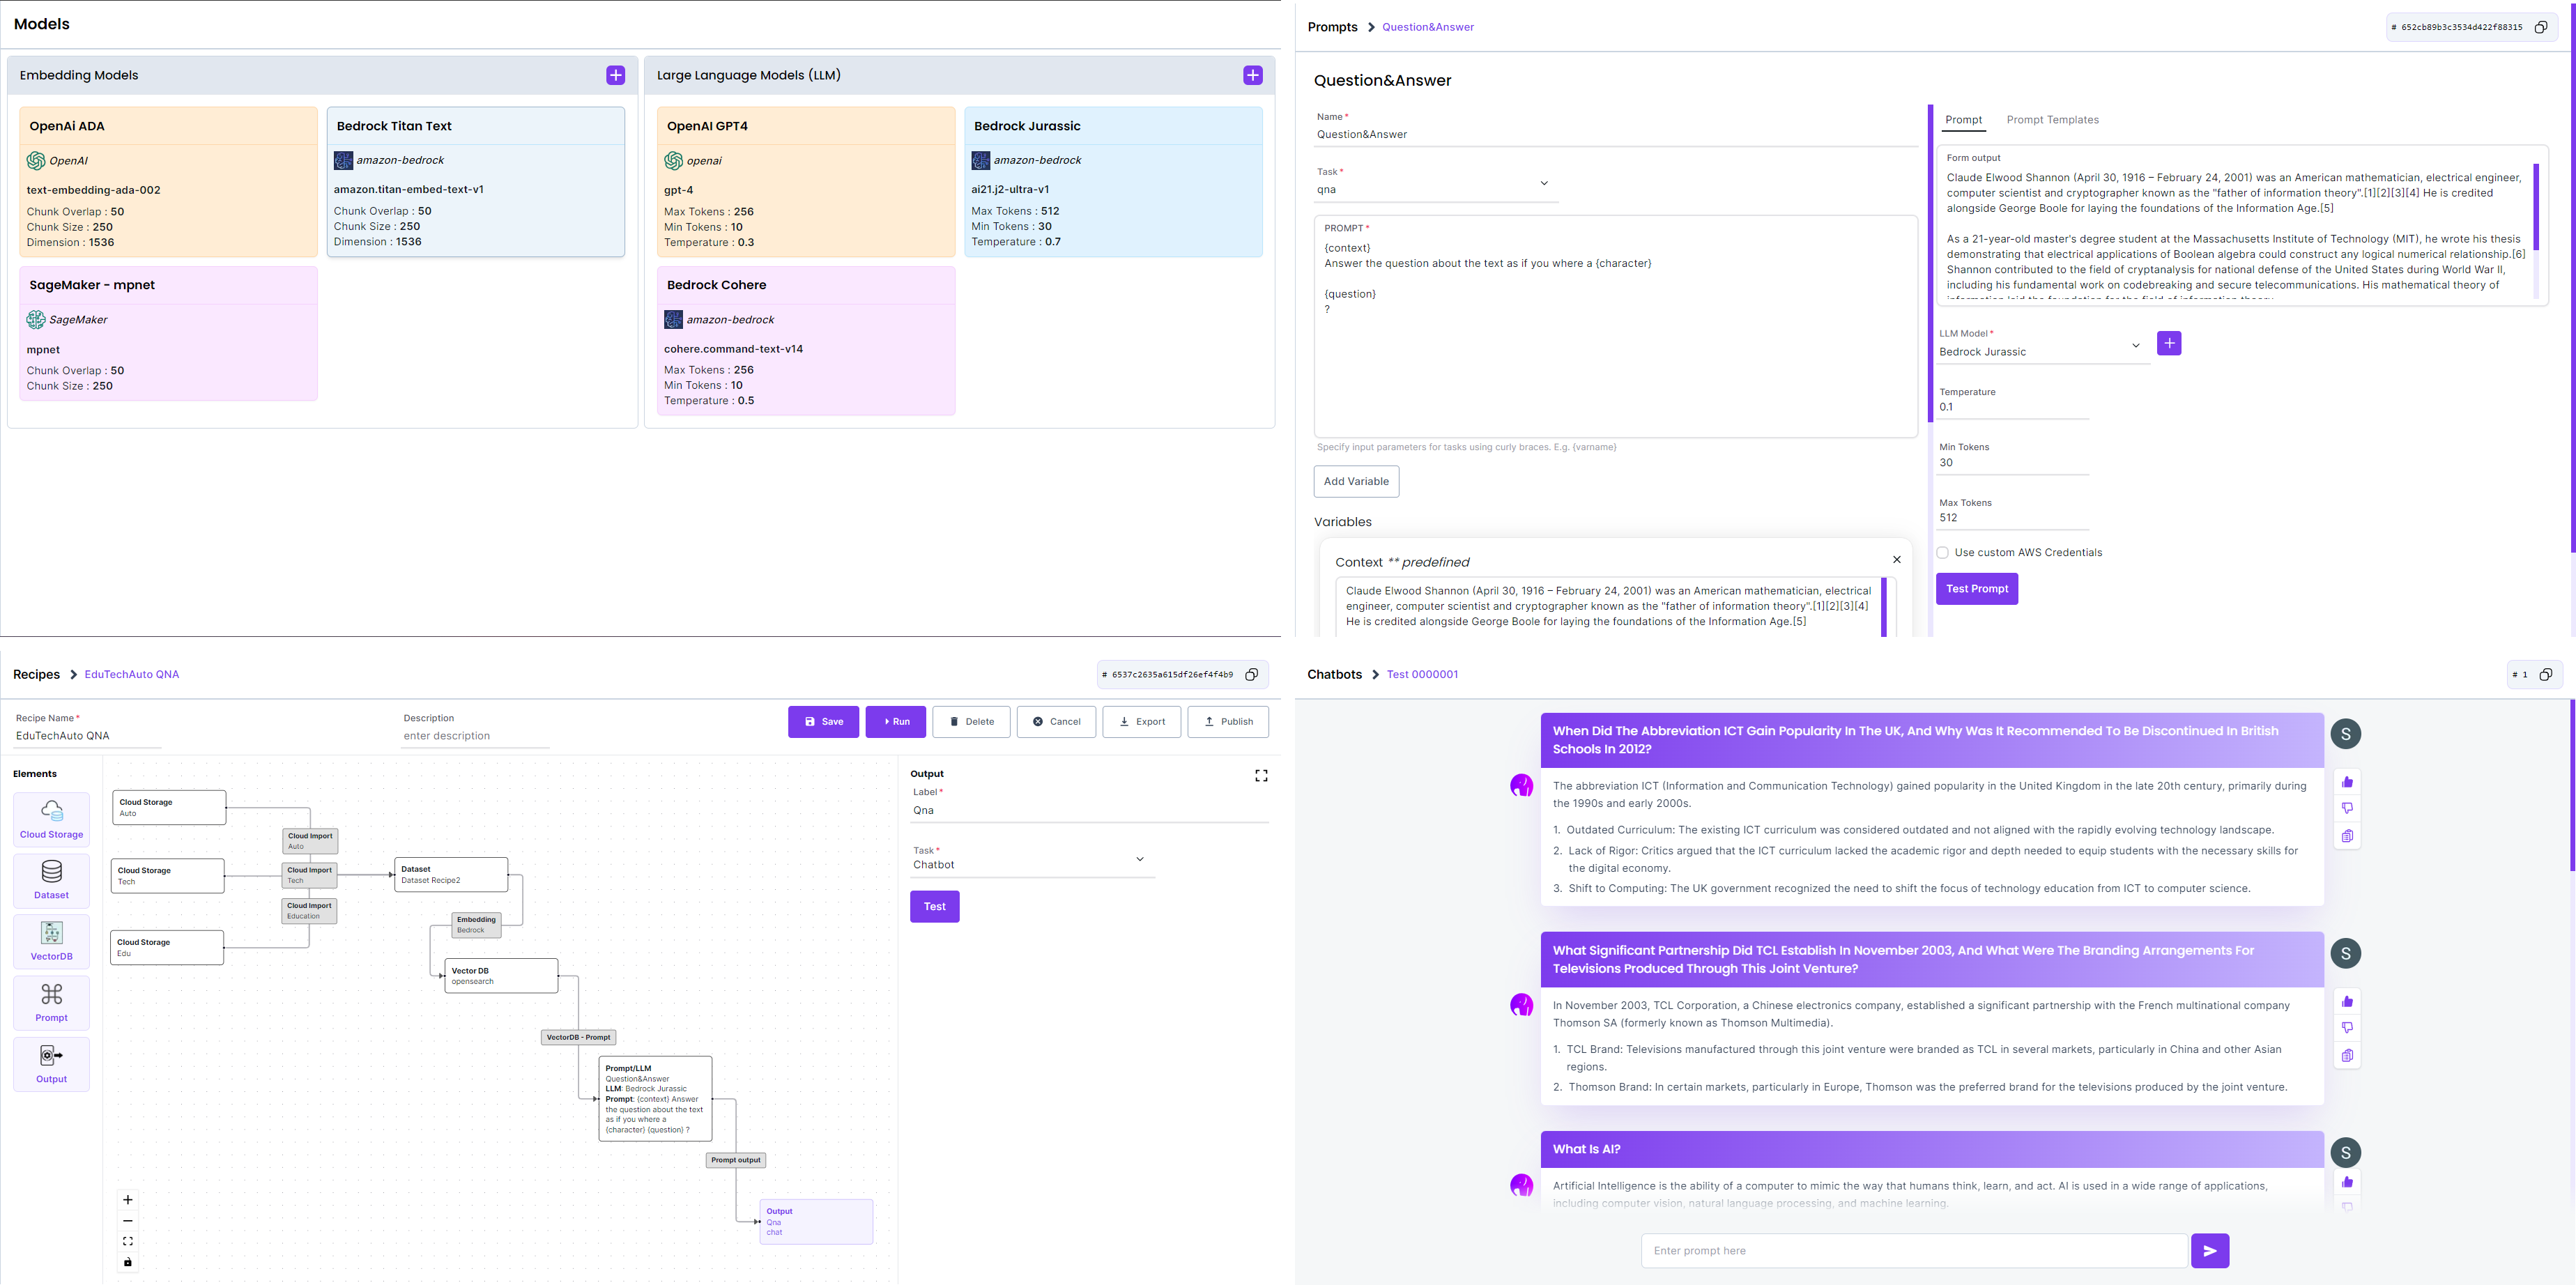 Models
Embedding Models
OpenAi ADA
OpenAI
text-embedding-ada-002
Chunk Overlap : 50
Chunk Size : 250
Dimension : 1536
Bedrock Titan Text
amazon-bedrock
amazon.titan-embed-text-v1
Chunk Overlap : 50
Chunk Size : 250
Dimension : 1536
SageMaker - mpnet
SageMaker
mpnet
Chunk Overlap : 50
Chunk Size : 250
Large Language Models (LLM)
OpenAI GPT4
openai
gpt-4
Max Tokens : 256
Min Tokens : 10
Temperature : 0.3
Bedrock Jurassic
amazon-bedrock
ai21.j2-ultra-v1
Max Tokens : 512
Min Tokens : 30
Temperature : 0.7
Bedrock Cohere
amazon-bedrock
cohere.command-text-v14
Max Tokens : 256
Min Tokens : 10
Temperature : 0.5
Prompts > Question&Answer
# 652cb89b3c3534d422f88315
Question&Answer
Name *
Question&Answer
Task *
qna
PROMPT *
{context}
Answer the question about the text as if you where a {character}
{question}
?
Specify input parameters for tasks using curly braces. E.g. {varname}
Add Variable
Variables
Context ** predefined
Claude Elwood Shannon (April 30, 1916 – February 24, 2001) was an American mathematician, electrical
engineer, computer scientist and cryptographer known as the "father of information theory".[1][2][3][4]
He is credited alongside George Boole for laying the foundations of the Information Age.[5]
Prompt
Prompt Templates
Form output
Claude Elwood Shannon (April 30, 1916 – February 24, 2001) was an American mathematician, electrical engineer,
computer scientist and cryptographer known as the "father of information theory".[1][2][3][4] He is credited
alongside George Boole for laying the foundations of the Information Age.[5]
As a 21-year-old master's degree student at the Massachusetts Institute of Technology (MIT), he wrote his thesis
demonstrating that electrical applications of Boolean algebra could construct any logical numerical relationship.[6]
Shannon contributed to the field of cryptanalysis for national defense of the United States during World War II,
including his fundamental work on codebreaking and secure telecommunications. His mathematical theory of
information laid the foundation for the field of information theory.
LLM Model *
Bedrock Jurassic
Temperature
0.1
Min Tokens
30
Max Tokens
512
Use custom AWS Credentials
Test Prompt
Recipes > EduTechAuto QNA
# 6537c2635a615df26ef4f4b9
Recipe Name *
EduTechAuto QNA
Description
enter description
Save
Run
Delete
Cancel
Export
Publish
Elements
Cloud Storage
Dataset
VectorDB
Prompt
Output
Cloud Storage
Auto
Cloud Import
Auto
Cloud Storage
Tech
Cloud Import
Tech
Cloud Import
Education
Cloud Storage
Edu
Dataset
Dataset Recipe2
Embedding
Bedrock
Vector DB
opensearch
VectorDB - Prompt
Prompt/LLM
Question&Answer
LLM: Bedrock Jurassic
Prompt: {context} Answer
the question about the text
as if you where a
{character} {question} ?
Prompt output
Output
Qna
chat
Output
Label *
Qna
Task *
Chatbot
Test
Chatbots > Test 0000001
# 1
When Did The Abbreviation ICT Gain Popularity In The UK, And Why Was It Recommended To Be Discontinued In British
Schools In 2012?
S
The abbreviation ICT (Information and Communication Technology) gained popularity in the United Kingdom in the late 20th century, primarily during
the 1990s and early 2000s.
1. Outdated Curriculum: The existing ICT curriculum was considered outdated and not aligned with the rapidly evolving technology landscape.
2. Lack of Rigor: Critics argued that the ICT curriculum lacked the academic rigor and depth needed to equip students with the necessary skills for
the digital economy.
3. Shift to Computing: The UK government recognized the need to shift the focus of technology education from ICT to computer science.
What Significant Partnership Did TCL Establish In November 2003, And What Were The Branding Arrangements For
Televisions Produced Through This Joint Venture?
S
In November 2003, TCL Corporation, a Chinese electronics company, established a significant partnership with the French multinational company
Thomson SA (formerly known as Thomson Multimedia).
1. TCL Brand: Televisions manufactured through this joint venture were branded as TCL in several markets, particularly in China and other Asian
regions.
2. Thomson Brand: In certain markets, particularly in Europe, Thomson was the preferred brand for the televisions produced by the joint venture.
What Is AI?
S
Artificial Intelligence is the ability of a computer to mimic the way that humans think, learn, and act. AI is used in a wide range of applications,
including computer vision, natural language processing, and machine learning.
Enter prompt here